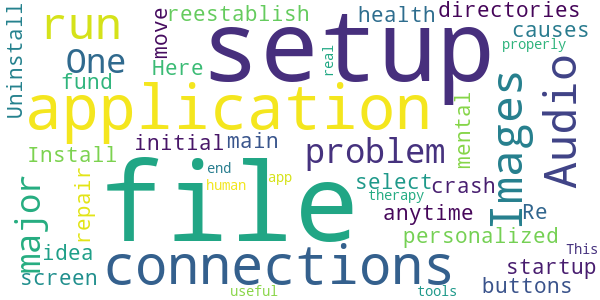 Uninstall
run
move
reestablish
setup
health
directories
causes
properly
One
Here
real
fund
application
Images
Audio
Install
initial
main
problem
mental
file
major
repair
end
human
app
select
crash
therapy
anytime
Re
personalized
This
idea
screen
connections
startup
buttons
useful
tools